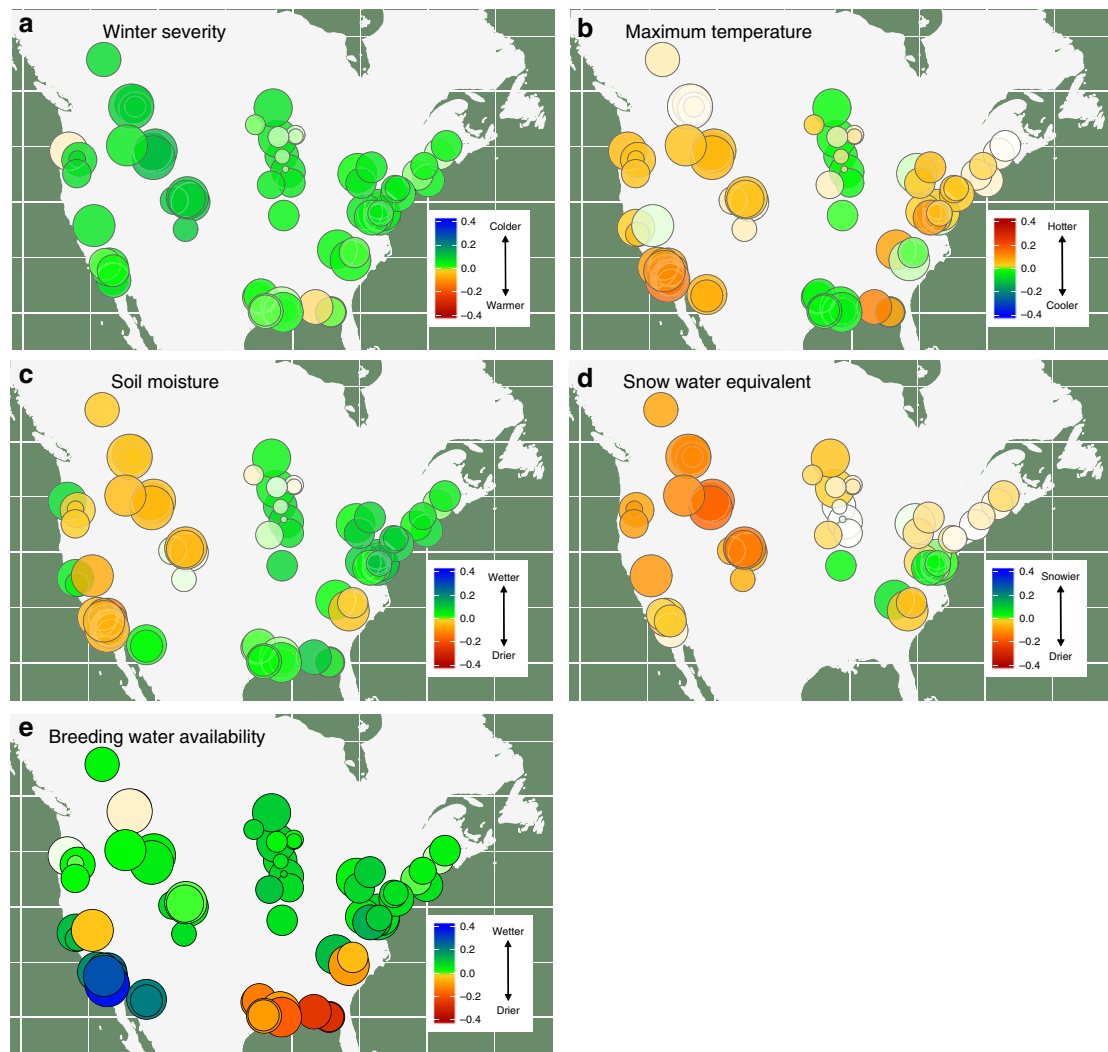 a
Winter severity
Colder
0.4
0.2
0.0
−0.2
−0.4
Warmer
b
Maximum temperature
Hotter
0.4
0.2
0.0
−0.2
−0.4
Cooler
c
Soil moisture
Wetter
0.4
0.2
0.0
−0.2
−0.4
Drier
d
Snow water equivalent
Snowier
0.4
0.2
0.0
−0.2
−0.4
Drier
e
Breeding water availability
Wetter
0.4
0.2
0.0
−0.2
−0.4
Drier